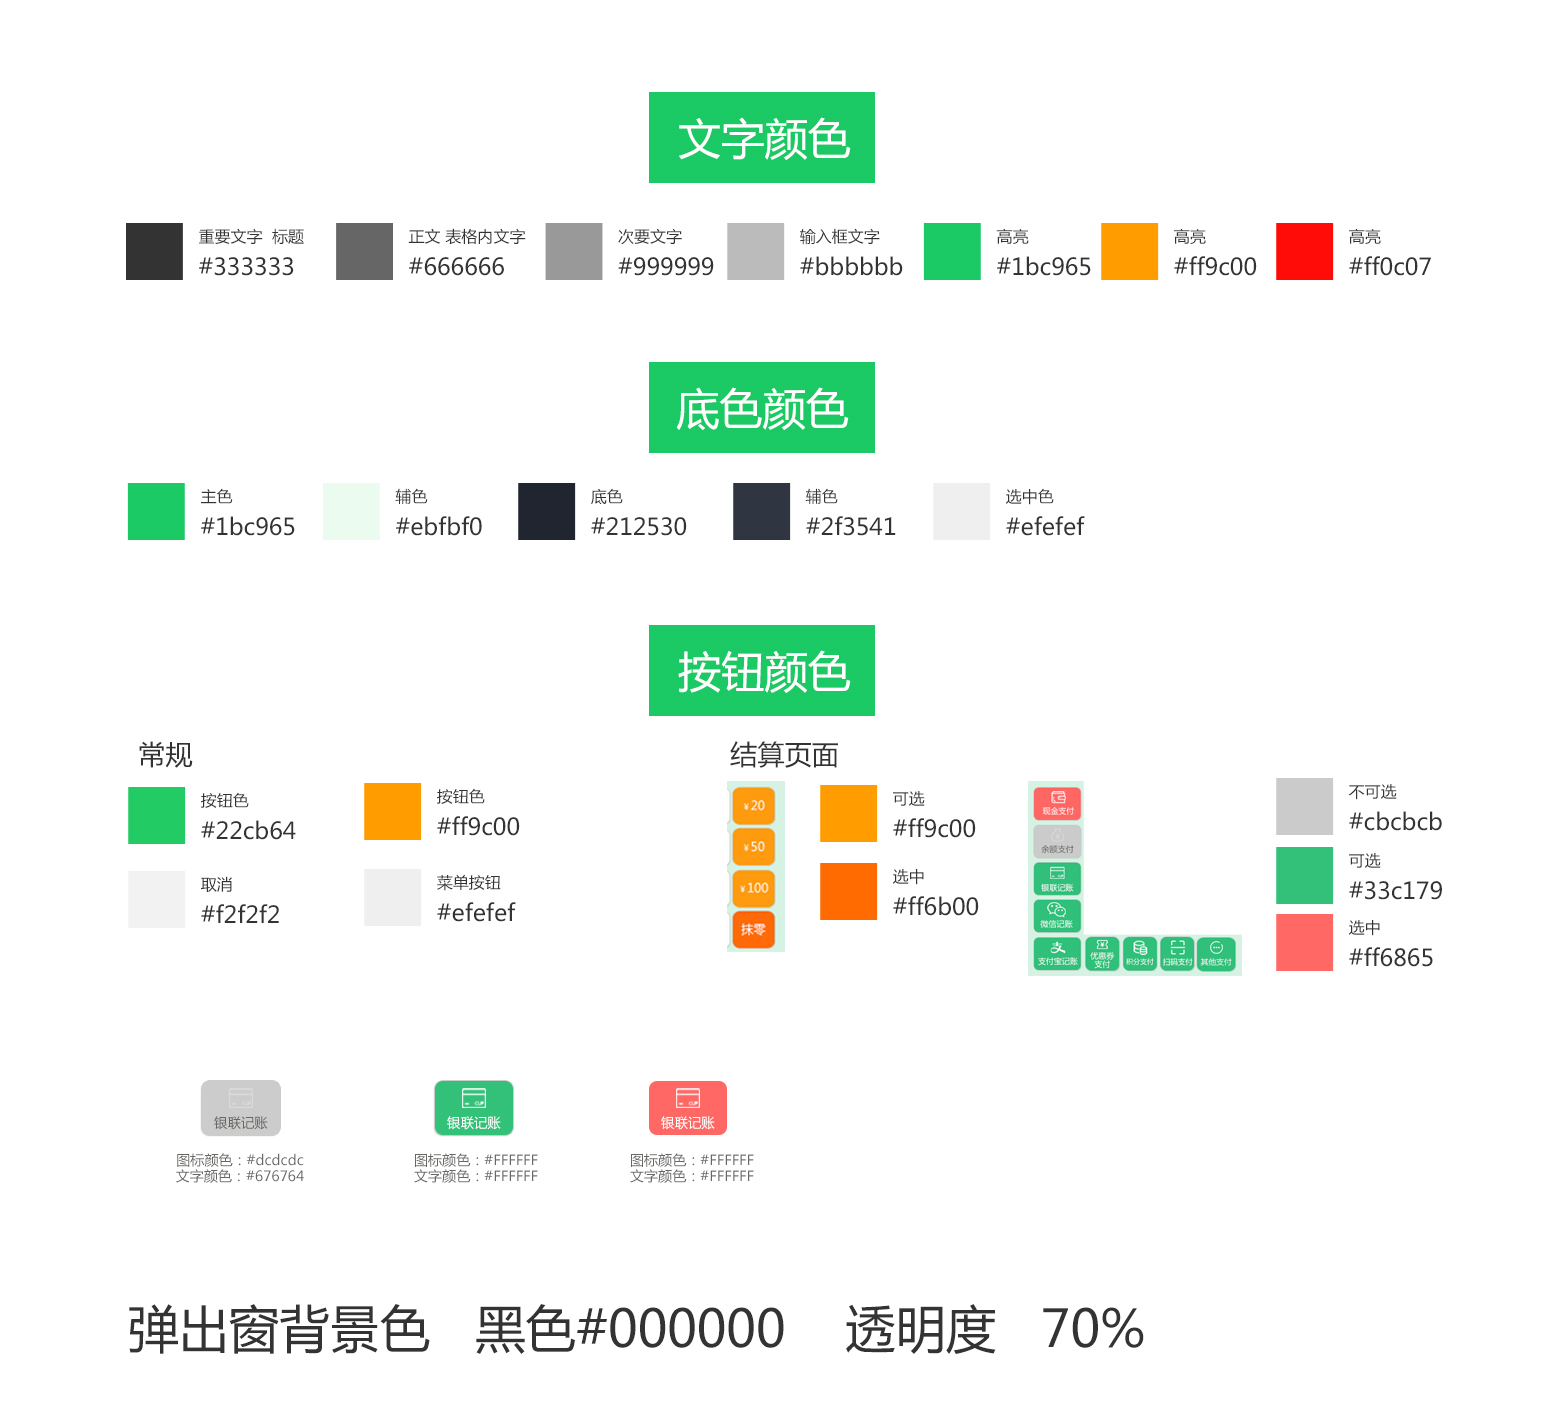 文字颜色
重要文字 标题
#333333
正文 表格内文字
#666666
次要文字
#999999
输入框文字
#bbbbbb
高亮
#1bc965
高亮
#ff9c00
高亮
#ff0c07
底色颜色
主色
#1bc965
辅色
#ebfbf0
底色
#212530
辅色
#2f3541
选中色
#efefef
按钮颜色
常规
按钮色
#22cb64
按钮色
#ff9c00
取消
#f2f2f2
菜单按钮
#efefef
结算页面
¥20
¥50
¥100
抹零
可选
#ff9c00
选中
#ff6b00
现金支付
余额支付
银联记账
微信记账
支付宝记账
优惠券
支付
积分支付
扫码支付
其他支付
不可选
#cbcbcb
可选
#33c179
选中
#ff6865
银联记账
图标颜色：#dcdcdc
文字颜色：#676764
CUP
银联记账
图标颜色：#FFFFFF
文字颜色：#FFFFFF
CUP
银联记账
图标颜色：#FFFFFF
文字颜色：#FFFFFF
弹出窗背景色 黑色#000000 透明度 70%